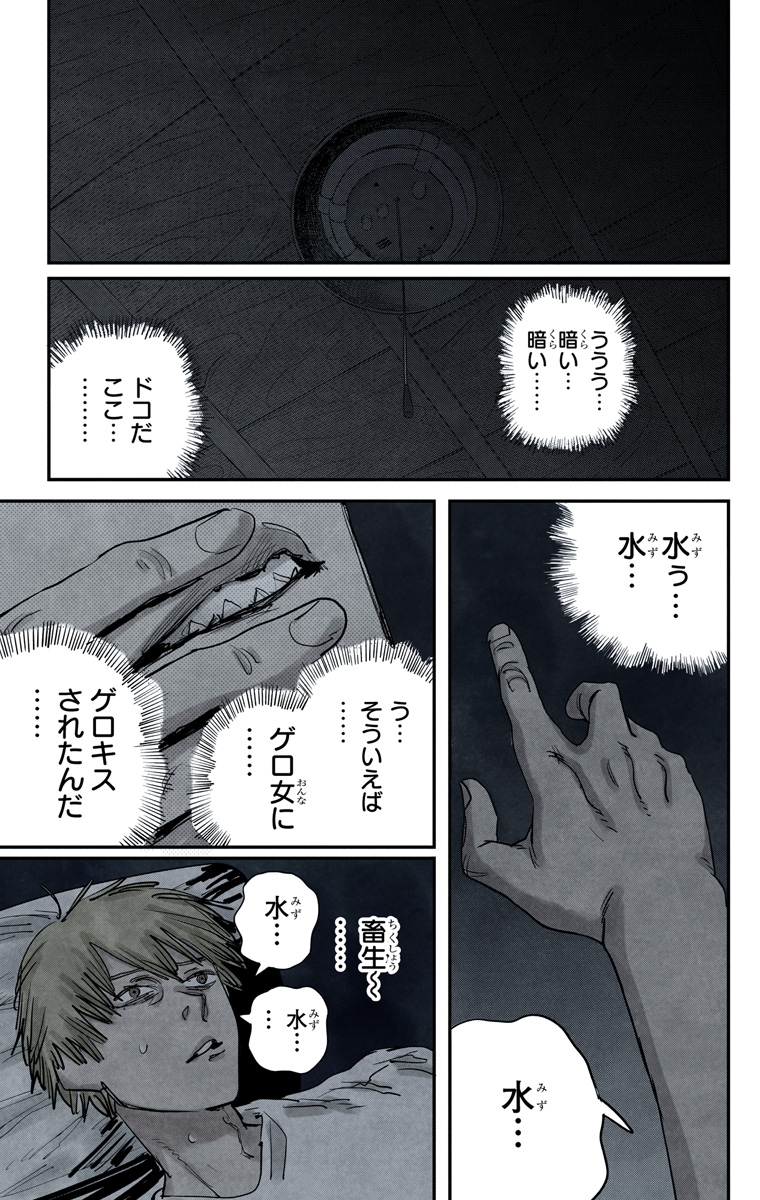 ううう…
暗い…
暗い……
ドコだ
ここ…
………
水ぅ…
水…
水…
う…
そういえば
……
ゲロ女に
……
ゲロキス
されたんだ
……
畜生～
……
水…
水…
…